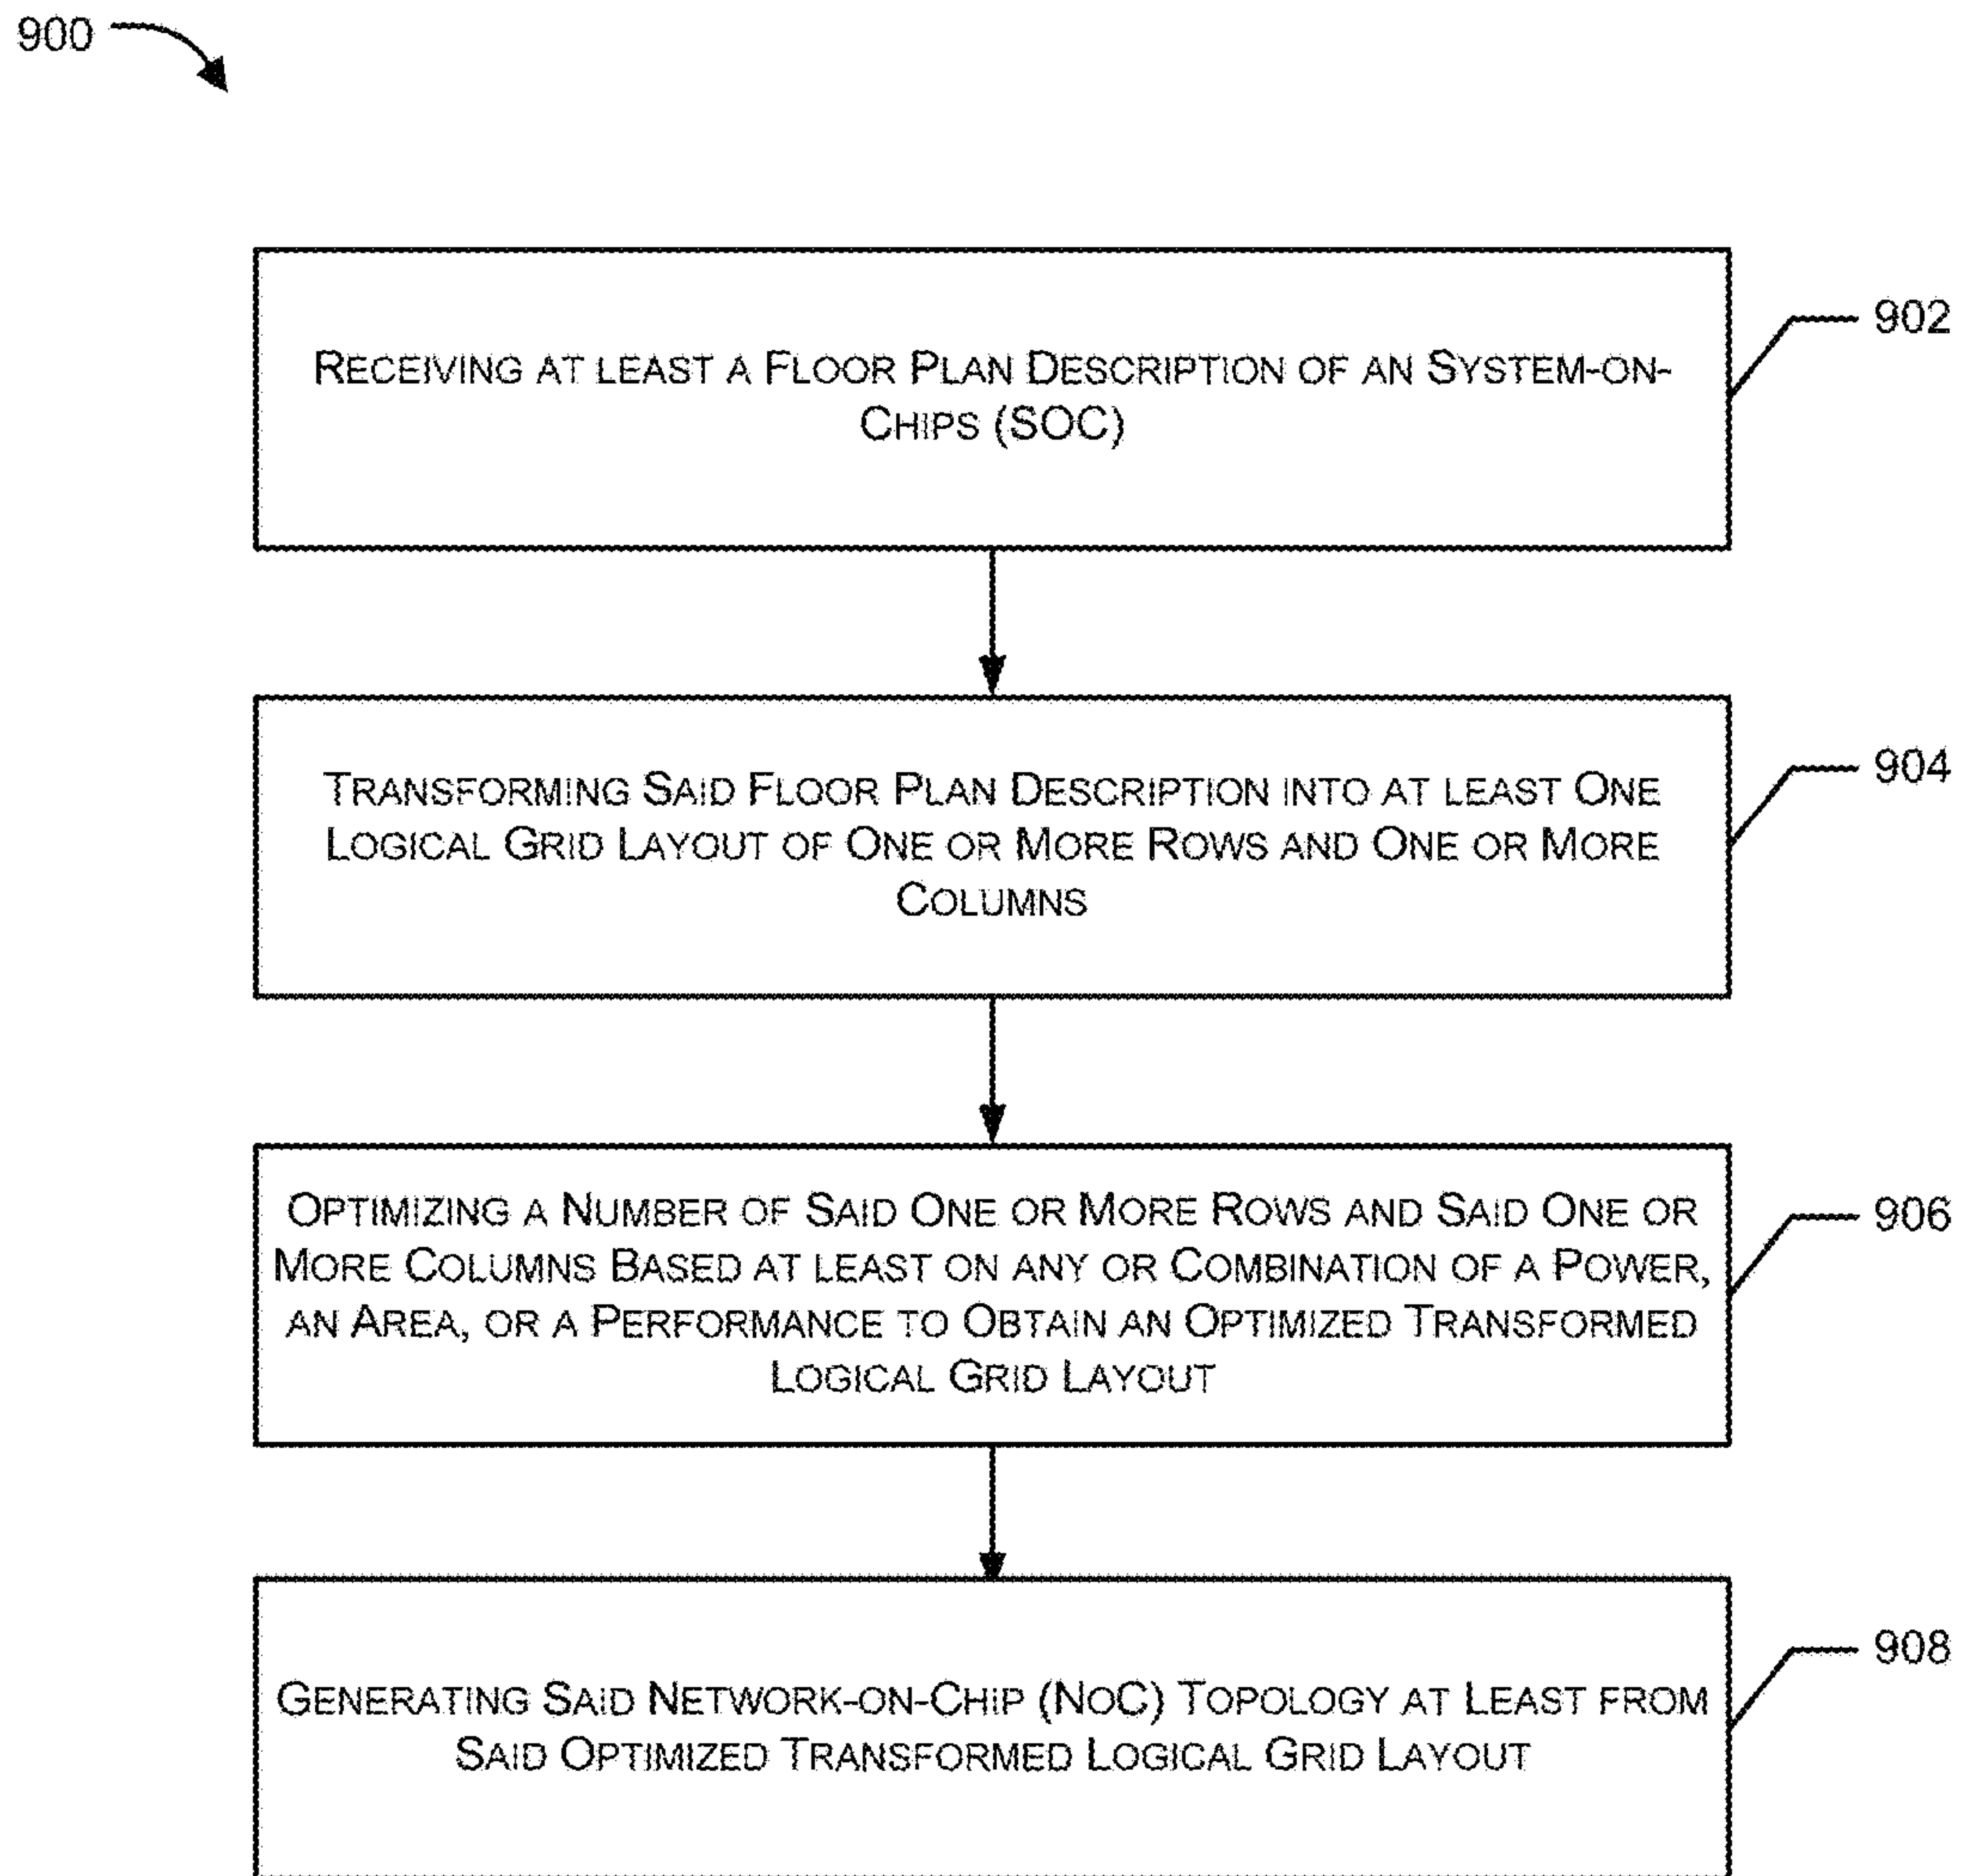 900
RECEIVING AT LEAST A FLOOR PLAN DESCRIPTION OF AN SYSTEM-ON-
CHIPS (SOC)
902
TRANSFORMING SAID FLOOR PLAN DESCRIPTION INTO AT LEAST ONE
LOGICAL GRID LAYOUT OF ONE OR MORE ROWS AND ONE OR MORE
COLUMNS
904
OPTIMIZING A NUMBER OF SAID ONE OR MORE ROWS AND SAID ONE OR
MORE COLUMNS BASED AT LEAST ON ANY OR COMBINATION OF A POWER,
AN AREA, OR A PERFORMANCE TO OBTAIN AN OPTIMIZED TRANSFORMED
LOGICAL GRID LAYOUT
906
GENERATING SAID NETWORK-ON-CHIP (NOC) TOPOLOGY AT LEAST FROM
SAID OPTIMIZED TRANSFORMED LOGICAL GRID LAYOUT
908